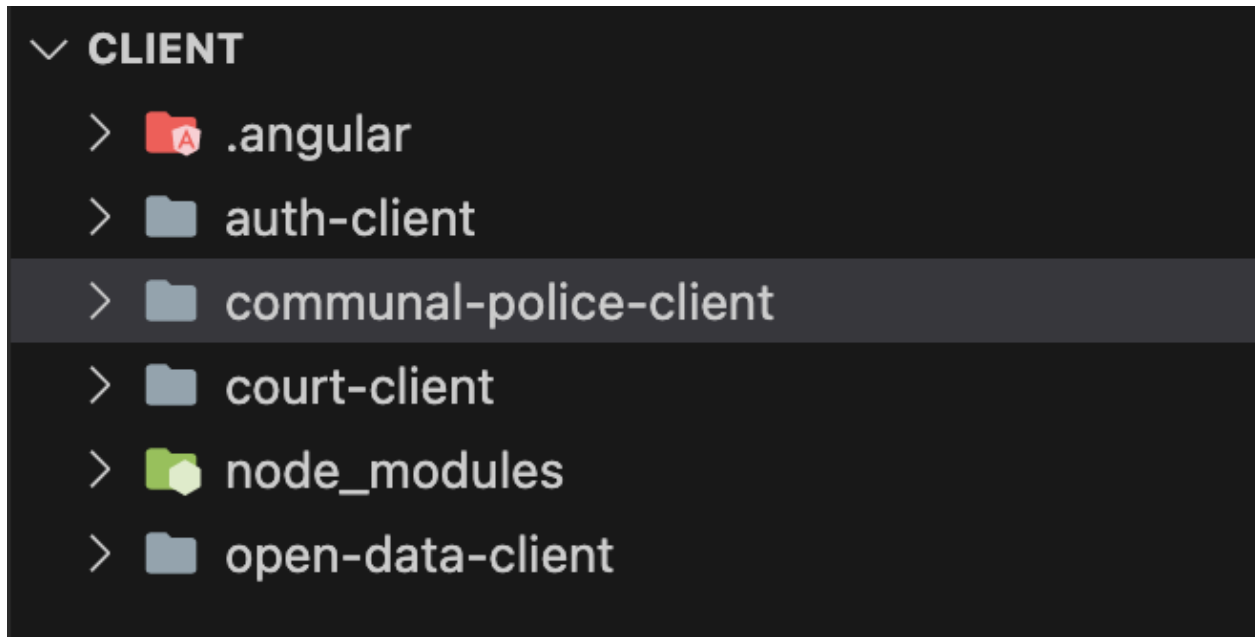 CLIENT
.angular
auth-client
communal-police-client
court-client
node_modules
open-data-client